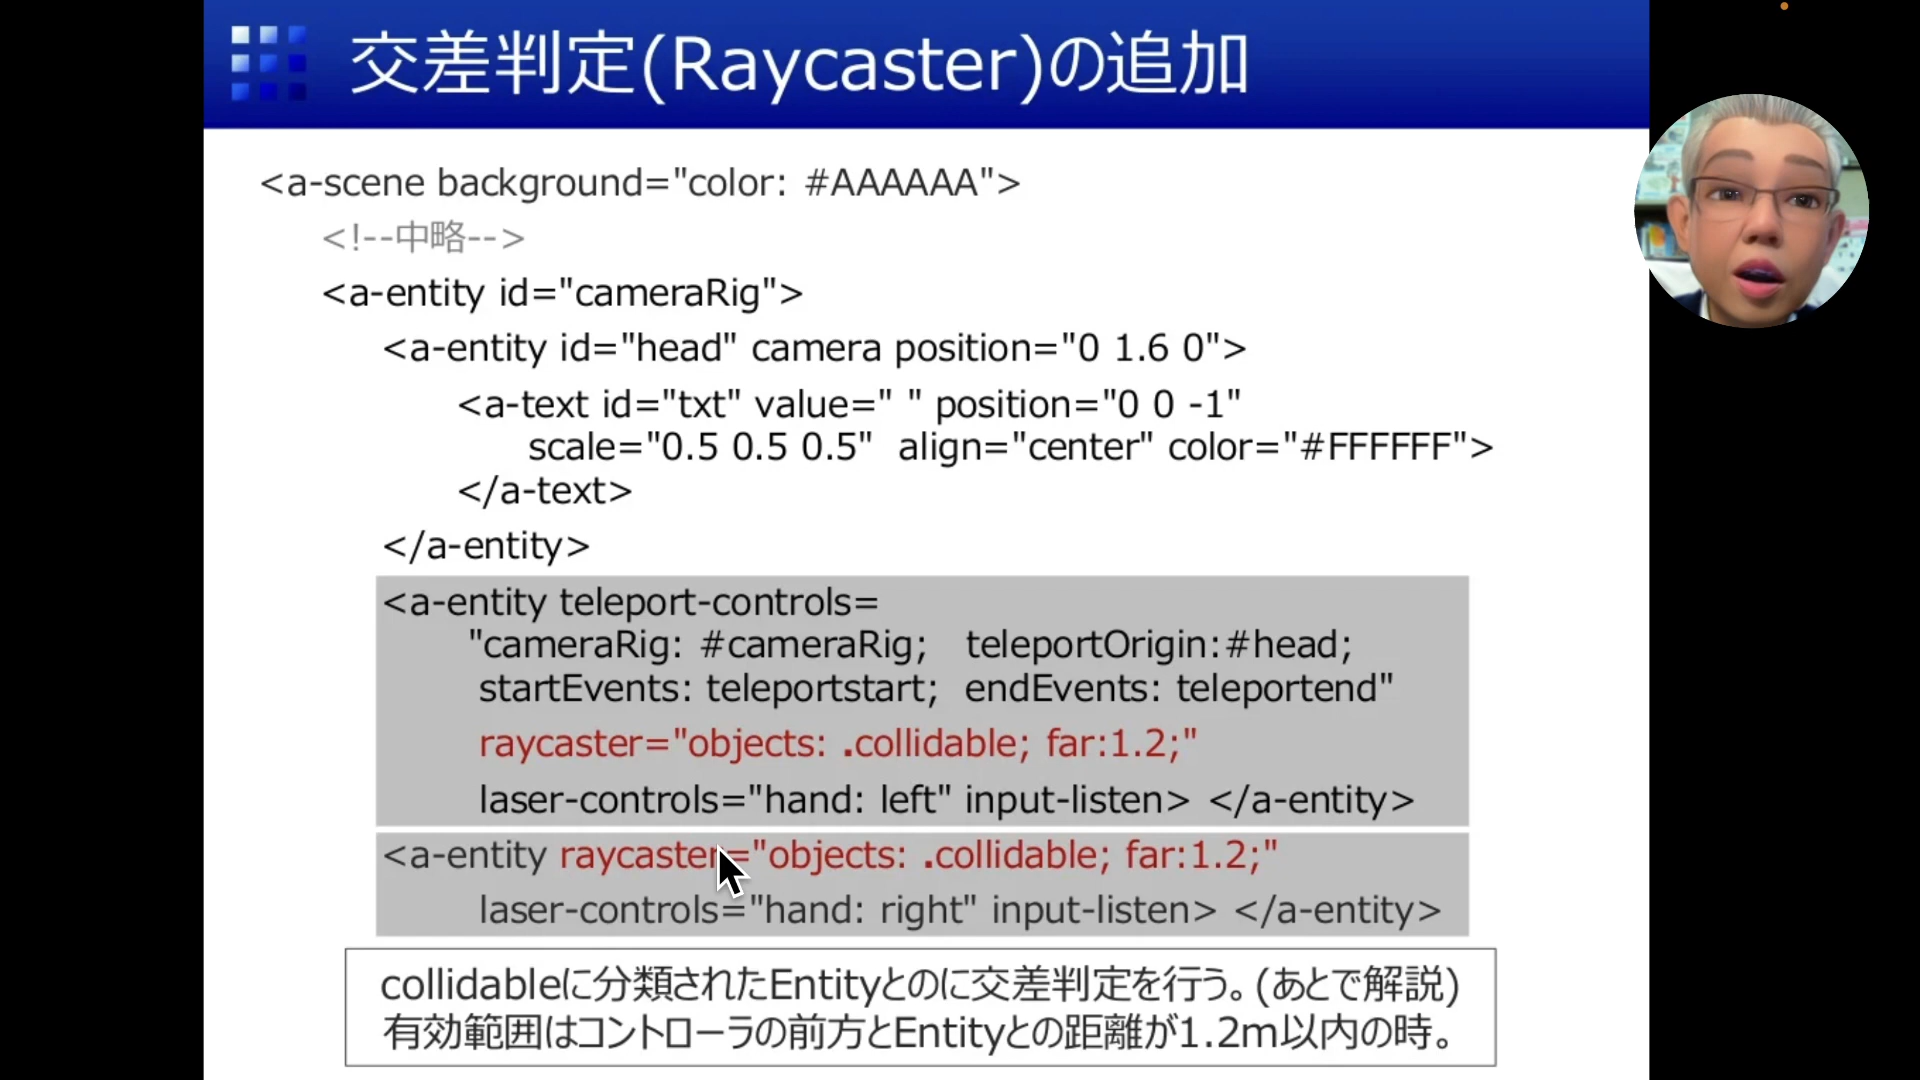 交差判定(Raycaster)の追加
<a-scene background="color: #AAAAAA">
<!--中略-->
<a-entity id="cameraRig">
<a-entity id="head" camera position="0 1.6 0">
<a-text id="txt" value=" " position="0 0 -1"
scale="0.5 0.5 0.5" align="center" color="#FFFFFF">
</a-text>
</a-entity>
<a-entity teleport-controls=
"cameraRig: #cameraRig; teleportOrigin:#head;
startEvents: teleportstart; endEvents: teleportend"
raycaster="objects: .collidable; far:1.2;"
laser-controls="hand: left" input-listen> </a-entity>
<a-entity raycaster="objects: .collidable; far:1.2;"
laser-controls="hand: right" input-listen> </a-entity>
collidableに分類されたEntityとのに交差判定を行う。(あとで解説)
有効範囲はコントローラの前方とEntityとの距離が1.2m以内の時。